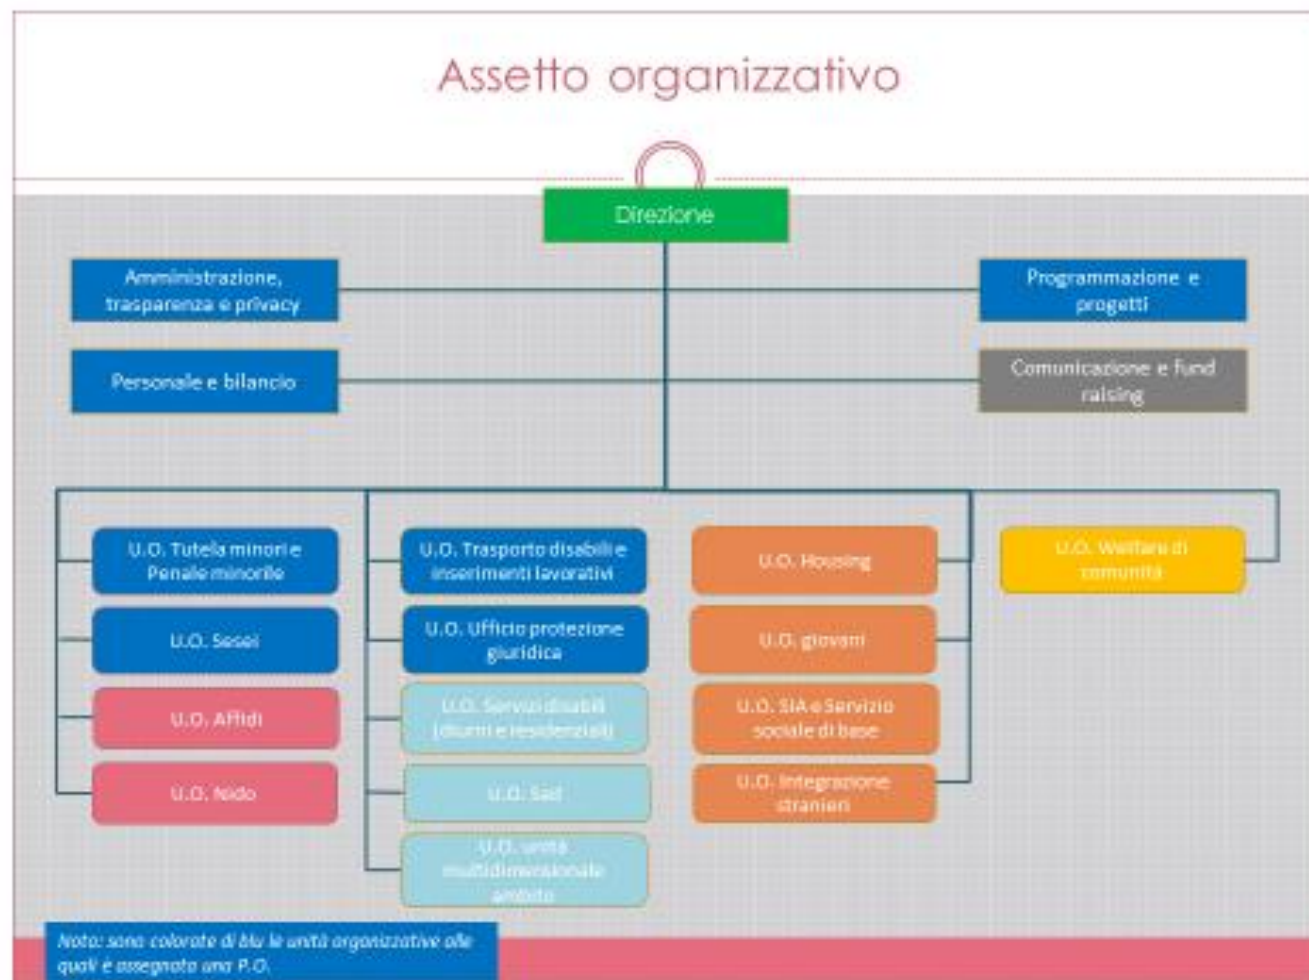 Assetto organizzativo
Direzione
Amministrazione,
trasparenza e privacy
Programmazione e
progetti
Personale e bilancio
Comunicazione e fund
raising
U.O. Tutela minori e
Penale minorile
U.O. Sesei
U.O. Affidi
U.O. Nido
U.O. Trasporto disabili e
inserimenti lavorativi
U.O. Ufficio protezione
giuridica
U.O. Servizi disabili
(diurni e residenziali)
U.O. Sad
U.O. unità
multidimensionale
ambito
U.O. Housing
U.O. giovani
U.O. SIA e Servizio
sociale di base
U.O. Integrazione
stranieri
U.O. Welfare di
comunità
Nota: sono colorate di blu le unità organizzative alle
quali è assegnata una P.O.